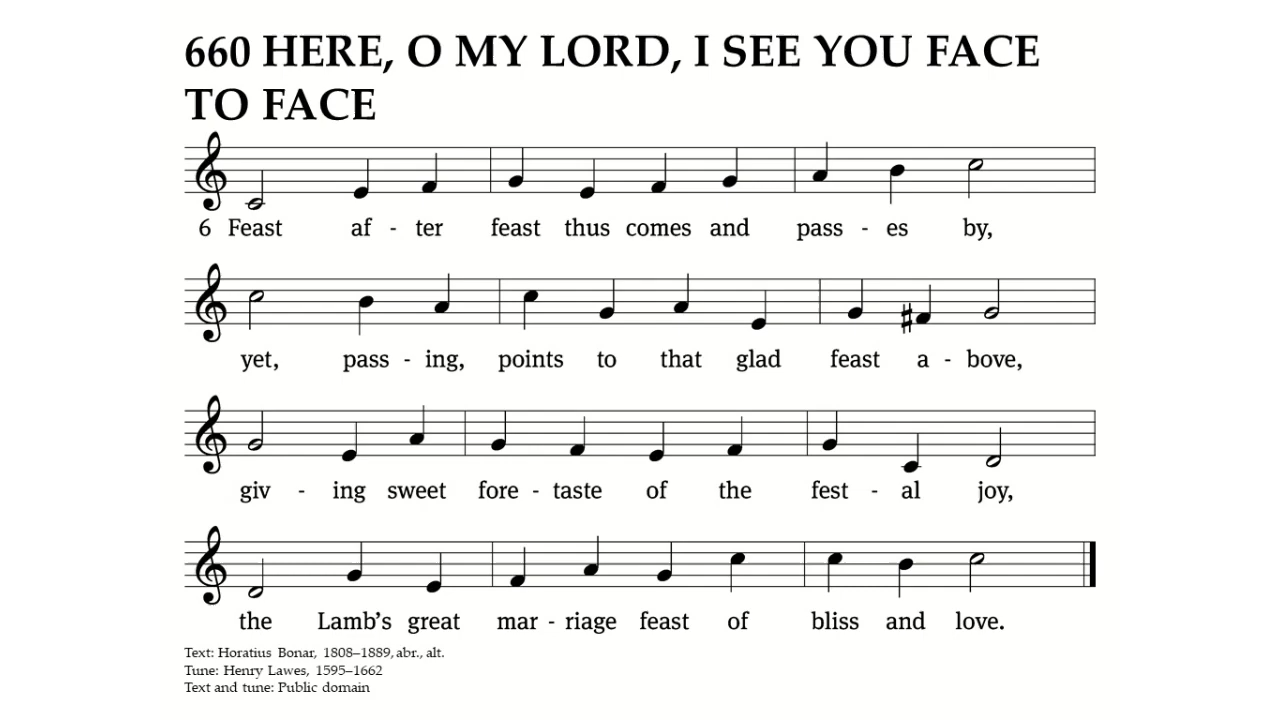 660 HERE, O MY LORD, I SEE YOU FACE
TO FACE
6 Feast af - ter feast thus comes and pass - es by,
yet, pass - ing, points to that glad feast a - bove,
giv - ing sweet fore - taste of the fest - al joy,
the Lamb's great mar - riage feast of bliss and love.
Text: Horatius Bonar, 1808–1889, abr., alt.
Tune: Henry Lawes, 1595–1662
Text and tune: Public domain